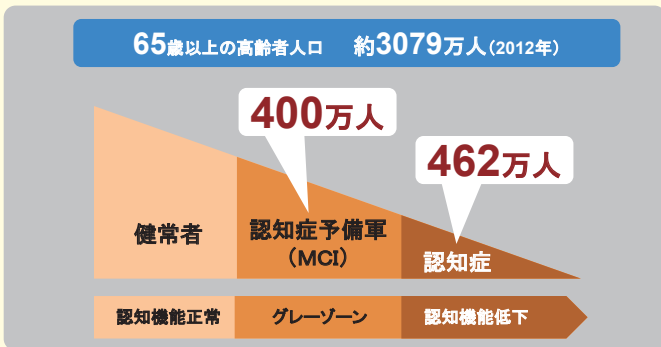 65歳以上の高齢者人口 約3079万人(2012年)
400万人
462万人
健常者
認知症予備軍
(MCI)
認知症
認知機能正常
グレーゾーン
認知機能低下